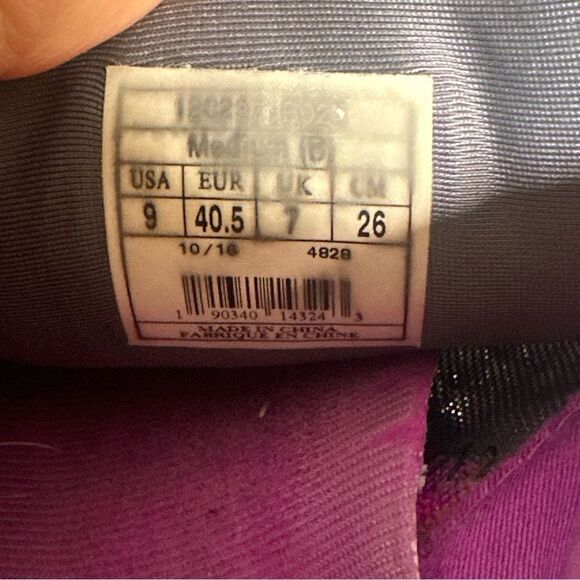 Medium (B)
USA EUR UK CM
9 40.5 7 26
10/16 4828
1 90340 14324 3
MADE IN CHINA
FABRIQUE EN CHINE